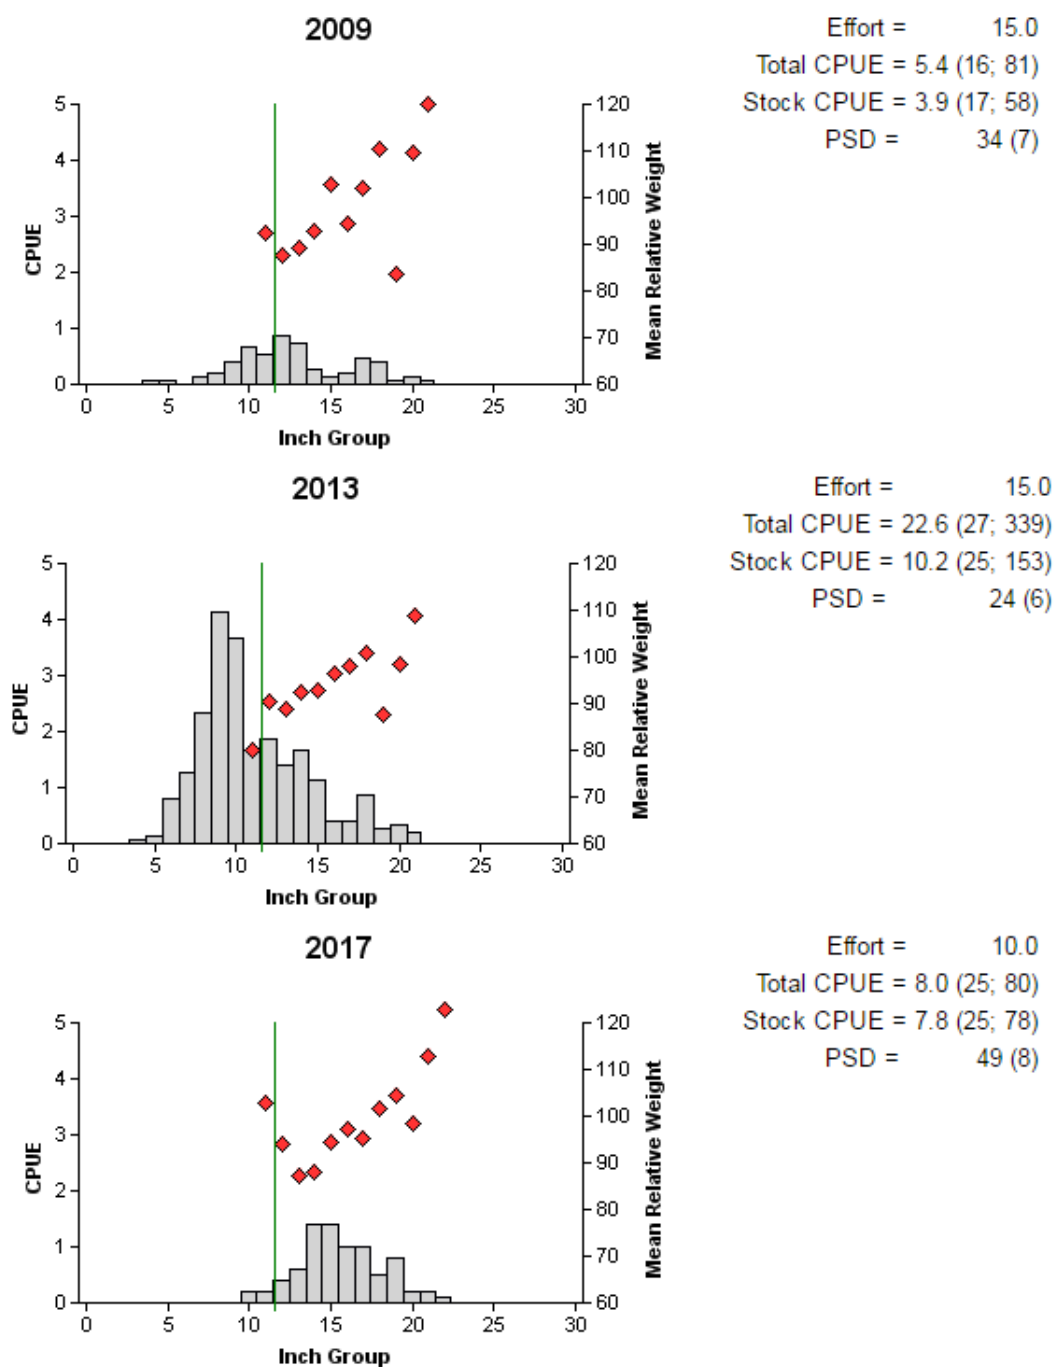 2009
Effort = 15.0
Total CPUE = 5.4 (16; 81)
Stock CPUE = 3.9 (17; 58)
PSD = 34 (7)
5 120
4 110
3 100
2 90
1 80
0 70
60
CPUE
Mean Relative Weight
0 5 10 15 20 25 30
Inch Group
2013
Effort = 15.0
Total CPUE = 22.6 (27; 339)
Stock CPUE = 10.2 (25; 153)
PSD = 24 (6)
5 120
4 110
3 100
2 90
1 80
0 70
60
CPUE
Mean Relative Weight
0 5 10 15 20 25 30
Inch Group
2017
Effort = 10.0
Total CPUE = 8.0 (25; 80)
Stock CPUE = 7.8 (25; 78)
PSD = 49 (8)
5 120
4 110
3 100
2 90
1 80
0 70
60
CPUE
Mean Relative Weight
0 5 10 15 20 25 30
Inch Group